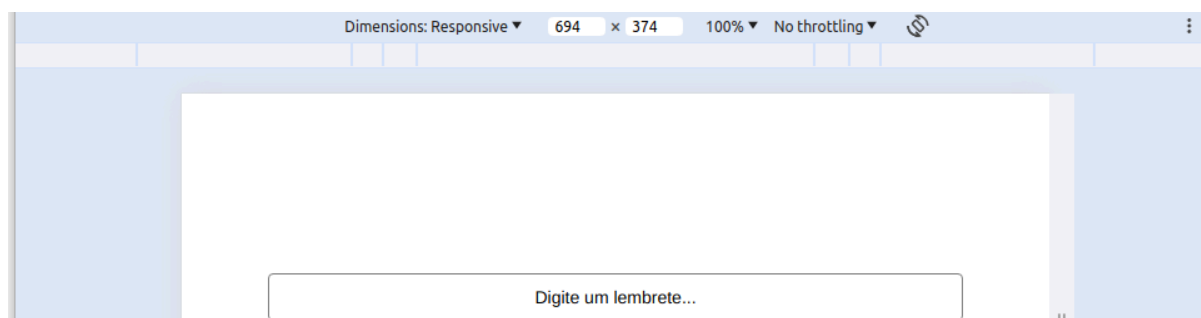 Dimensions: Responsive ▼ 694 × 374 100% ▼ No throttling ▼
Digite um lembrete...